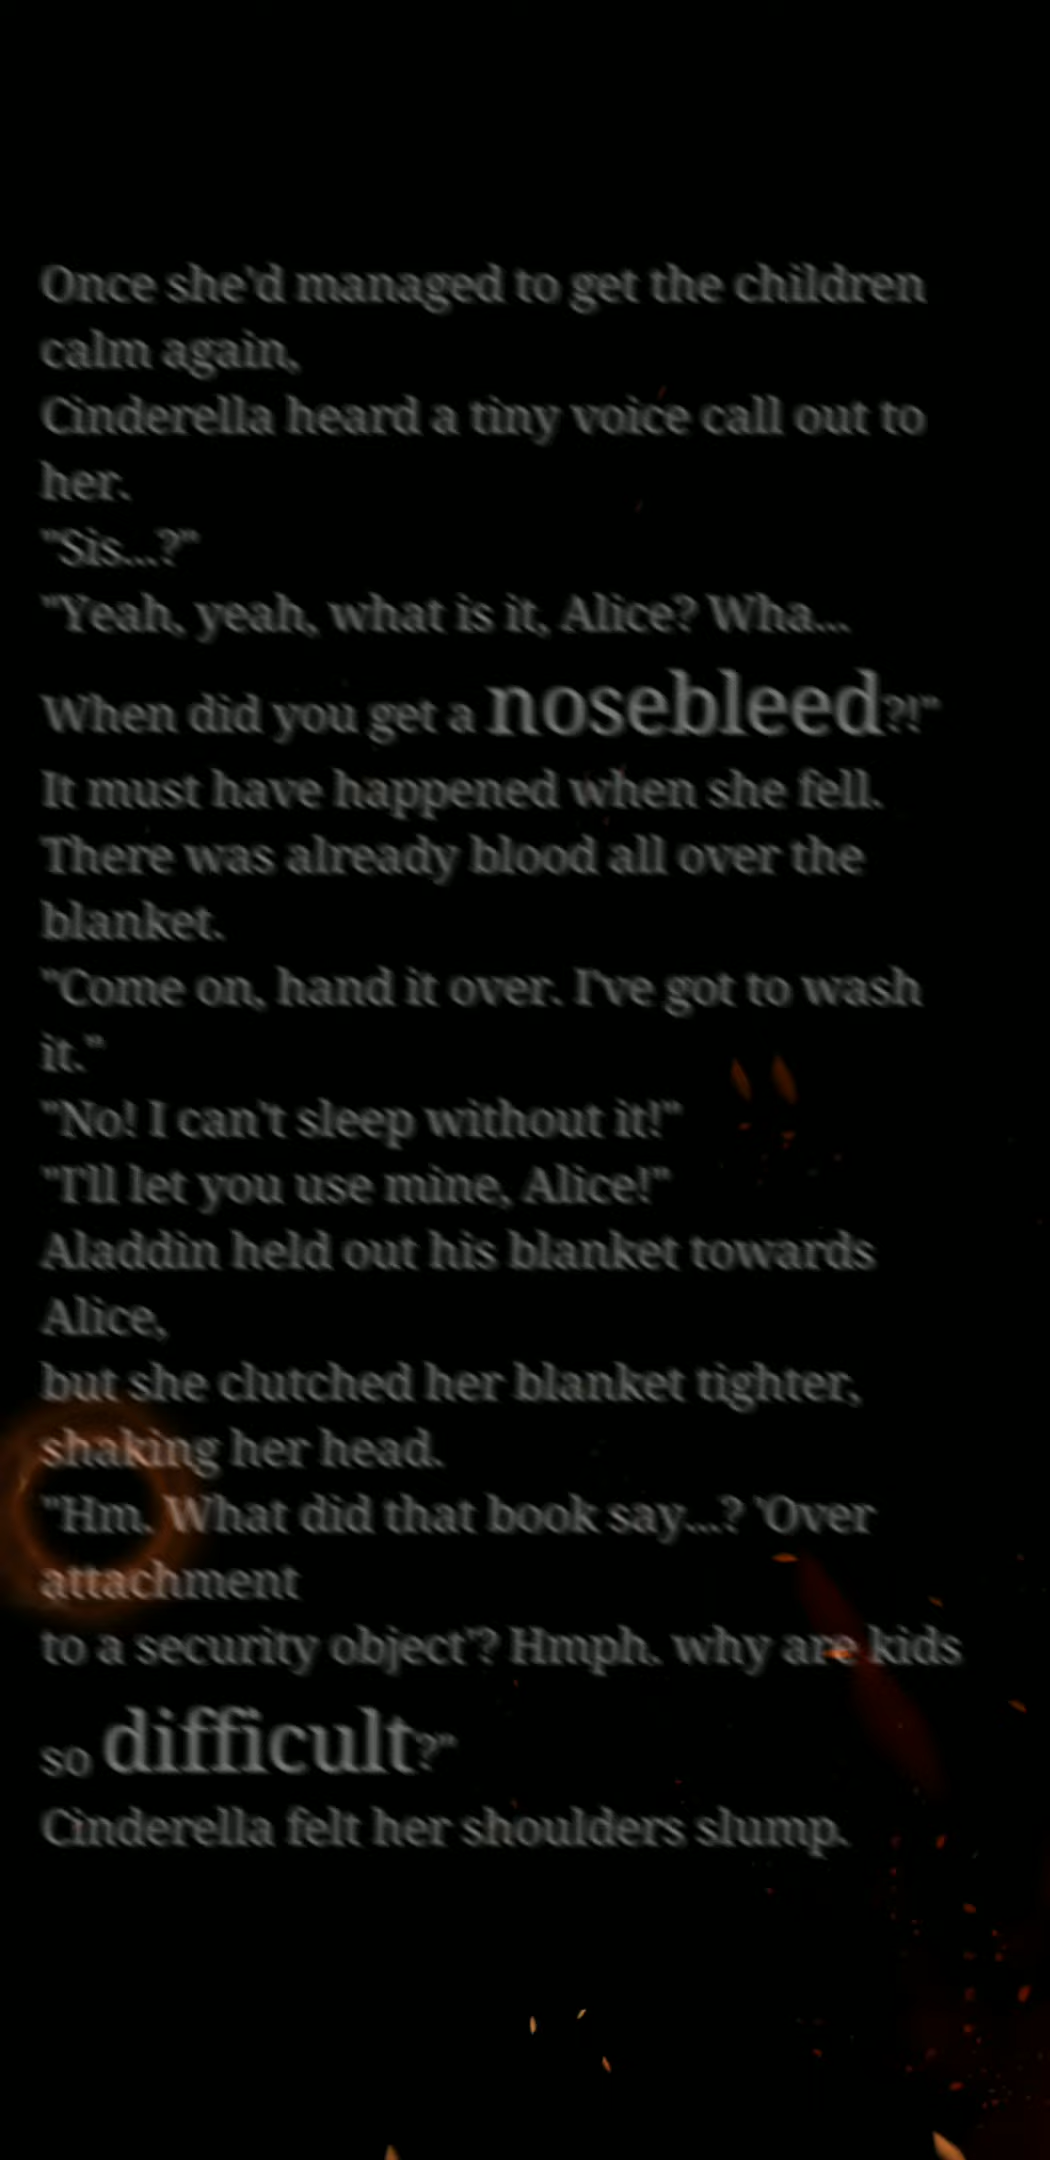 Once she'd managed to get the children
calm again,
Cinderella heard a tiny voice call out to
her.
"Sis...?"
"Yeah, yeah, what is it, Alice? Wha...
When did you get a nosebleed?!"
It must have happened when she fell.
There was already blood all over the
blanket.
"Come on, hand it over. I've got to wash
it."
"No! I can't sleep without it!"
"I'll let you use mine, Alice!"
Aladdin held out his blanket towards
Alice,
but she clutched her blanket tighter,
shaking her head.
"Hm. What did that book say...? 'Over
attachment
to a security object'? Hmph. why are kids
so difficult?"
Cinderella felt her shoulders slump.